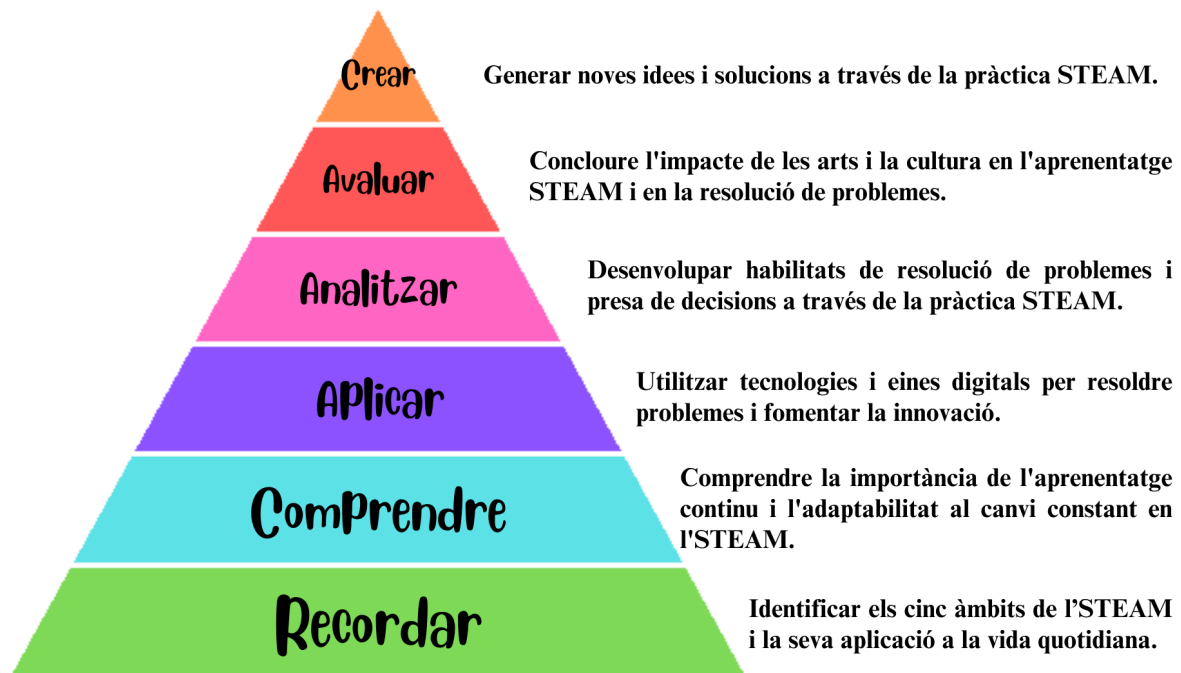 Crear
Generar noves idees i solucions a través de la pràctica STEAM.
Avaluar
Concloure l'impacte de les arts i la cultura en l'aprenentatge
STEAM i en la resolució de problemes.
Analitzar
Desenvolupar habilitats de resolució de problemes i
presa de decisions a través de la pràctica STEAM.
Aplicar
Utilitzar tecnologies i eines digitals per resoldre
problemes i fomentar la innovació.
Comprendre
Comprendre la importància de l'aprenentatge
continu i l'adaptabilitat al canvi constant en
l'STEAM.
Recordar
Identificar els cinc àmbits de l’STEAM
i la seva aplicació a la vida quotidiana.